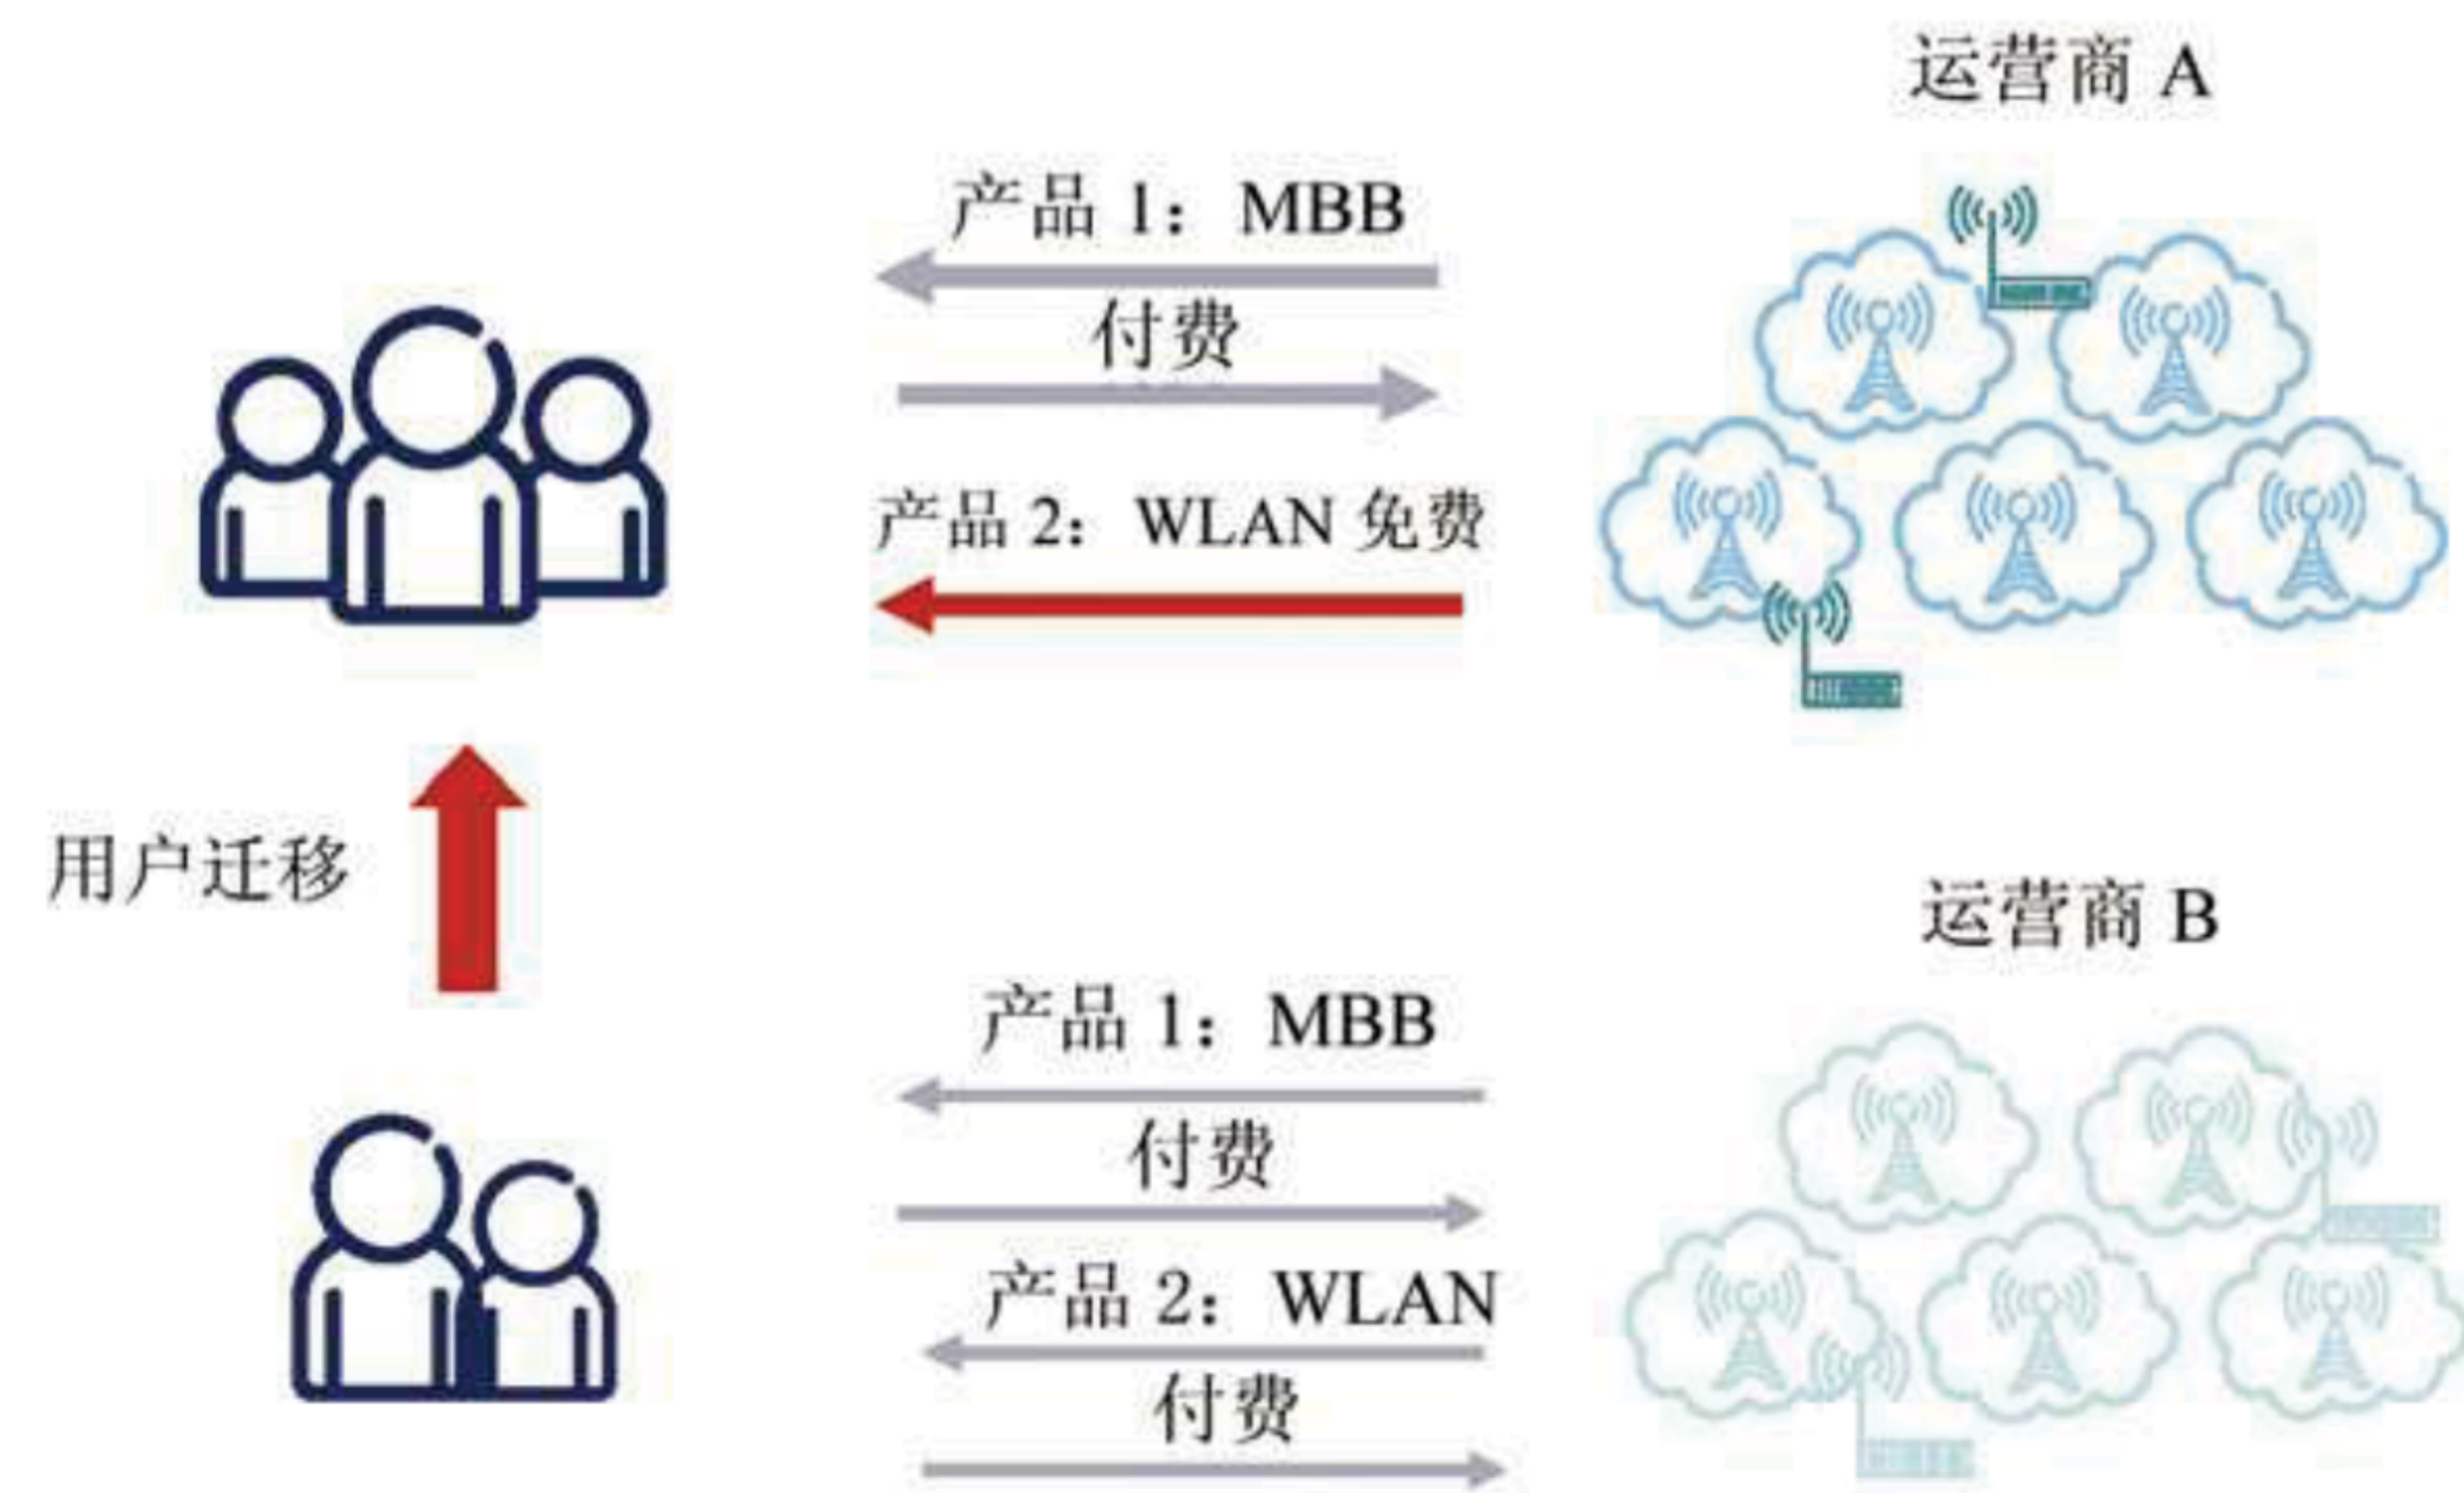 运营商 A
产品 1：MBB
付费
产品 2：WLAN 免费
用户迁移
运营商 B
产品 1：MBB
付费
产品 2：WLAN
付费